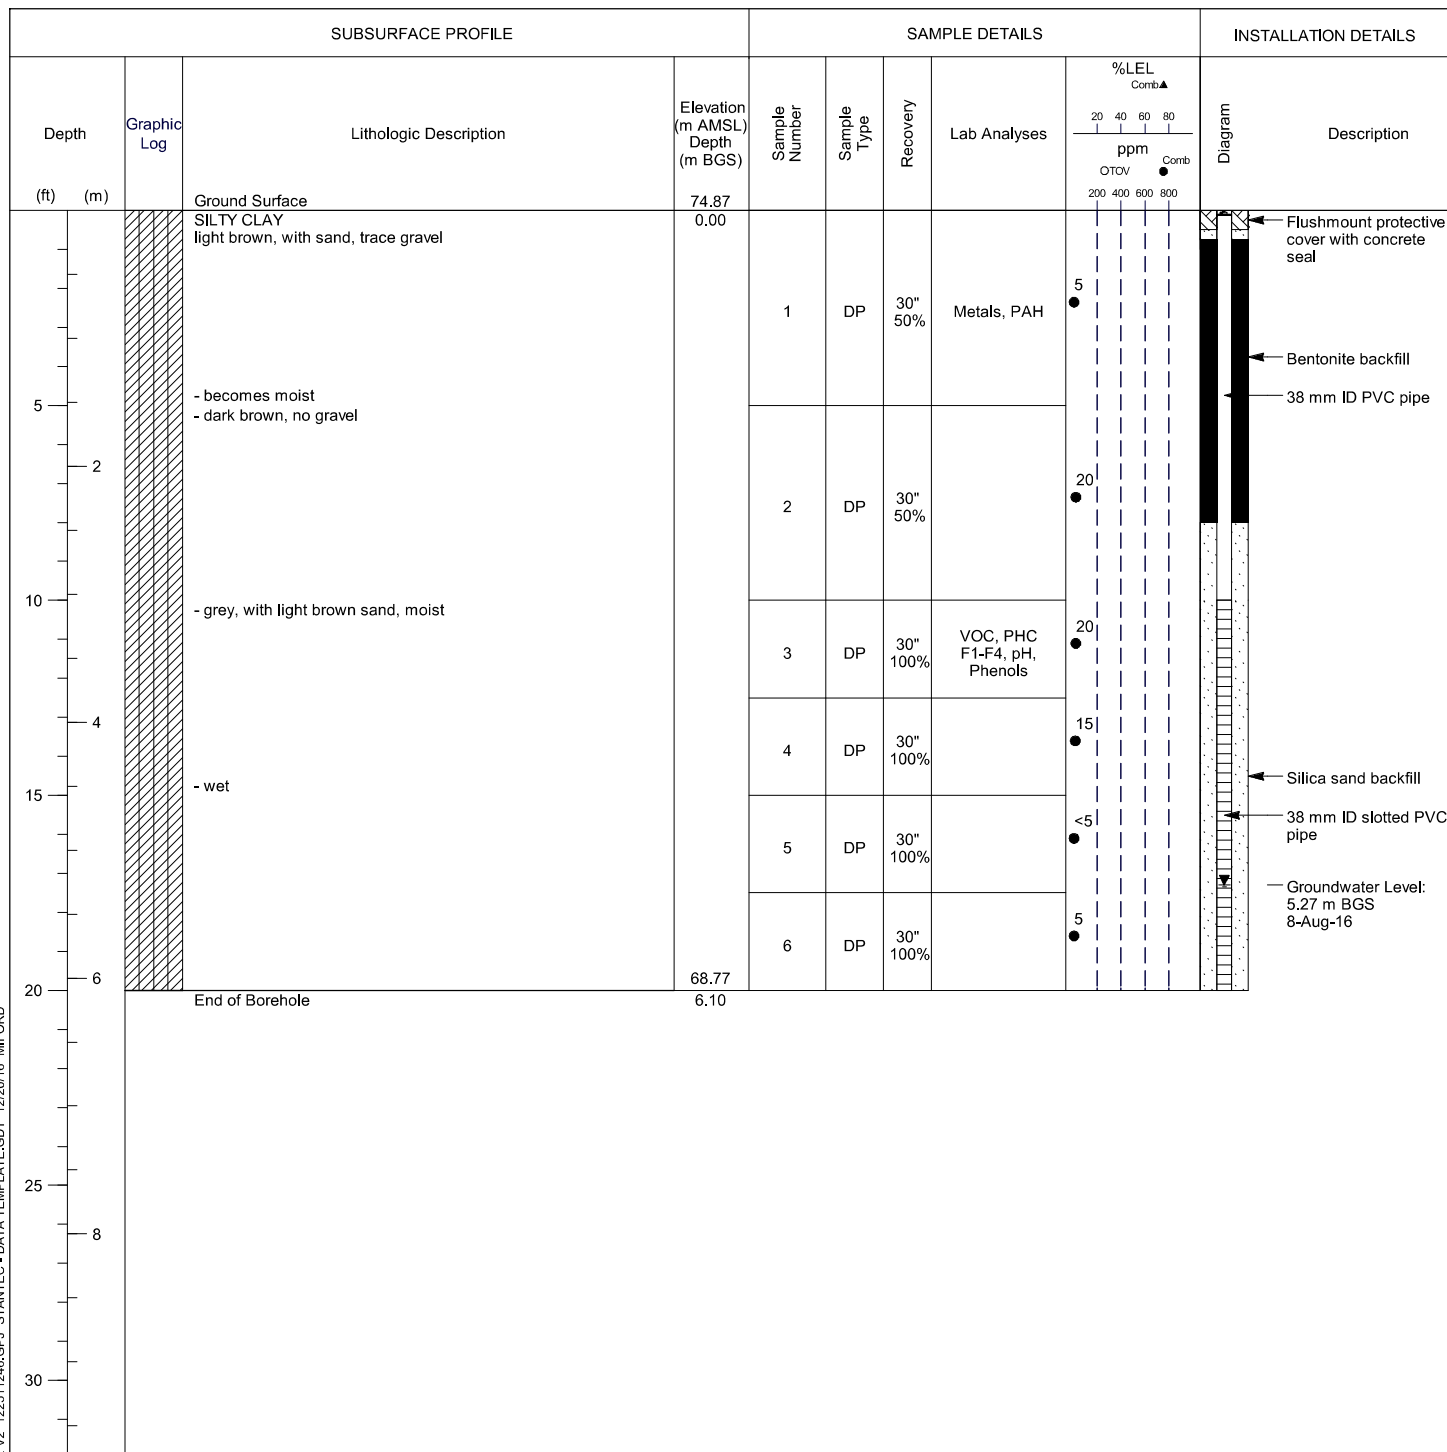 SUBSURFACE PROFILE
SAMPLE DETAILS
INSTALLATION DETAILS
Depth
(ft)
(m)
Graphic
Log
Lithologic Description
Elevation
(m AMSL)
Depth
(m BGS)
Sample
Number
Sample
Type
Recovery
Lab Analyses
%LEL
Comb▲
20 40 60 80
ppm
OTOV ● Comb
200 400 600 800
Diagram
Description
Ground Surface
74.87
SILTY CLAY
0.00
light brown, with sand, trace gravel
- becomes moist
- dark brown, no gravel
- grey, with light brown sand, moist
- wet
68.77
End of Borehole
6.10
5
10
15
20
25
30
2
4
6
8
1
DP
30"
50%
Metals, PAH
5
2
DP
30"
50%
20
3
DP
30"
100%
VOC, PHC
F1-F4, pH,
Phenols
20
4
DP
30"
100%
15
5
DP
30"
100%
<5
6
DP
30"
100%
5
Flushmount protective
cover with concrete
seal
Bentonite backfill
38 mm ID PVC pipe
Silica sand backfill
38 mm ID slotted PVC
pipe
Groundwater Level:
5.27 m BGS
8-Aug-16
STANTEC - DATA TEMPLATE.GDT